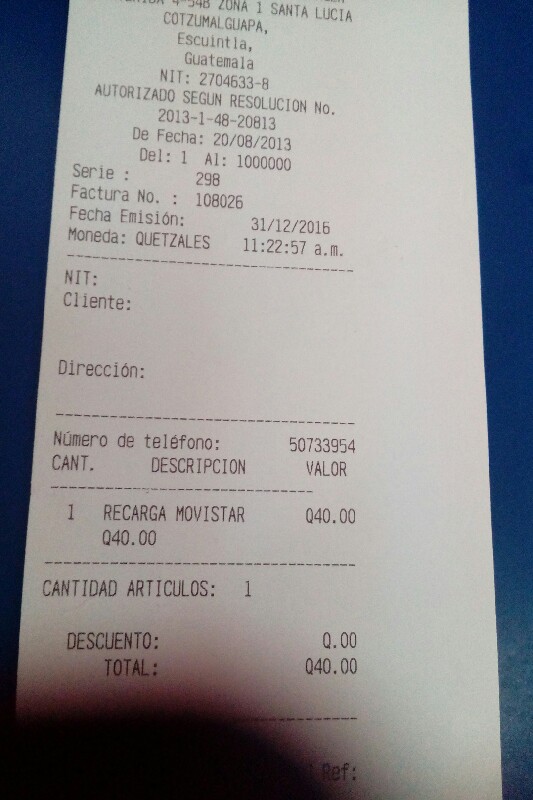 4-54B ZONA 1 SANTA LUCIA
COTZUMALGUAPA,
Escuintla,
Guatemala
NIT: 2704633-8
AUTORIZADO SEGUN RESOLUCION No.
2013-1-48-20813
De Fecha: 20/08/2013
Del: 1 Al: 1000000
Serie : 298
Factura No. : 108026
Fecha Emisión: 31/12/2016
Moneda: QUETZALES 11:22:57 a.m.
NIT:
Cliente:
Dirección:
Número de teléfono: 50733954
CANT. DESCRIPCION VALOR
1 RECARGA MOVISTAR Q40.00
Q40.00
CANTIDAD ARTICULOS: 1
DESCUENTO: Q.00
TOTAL: Q40.00
Ref: